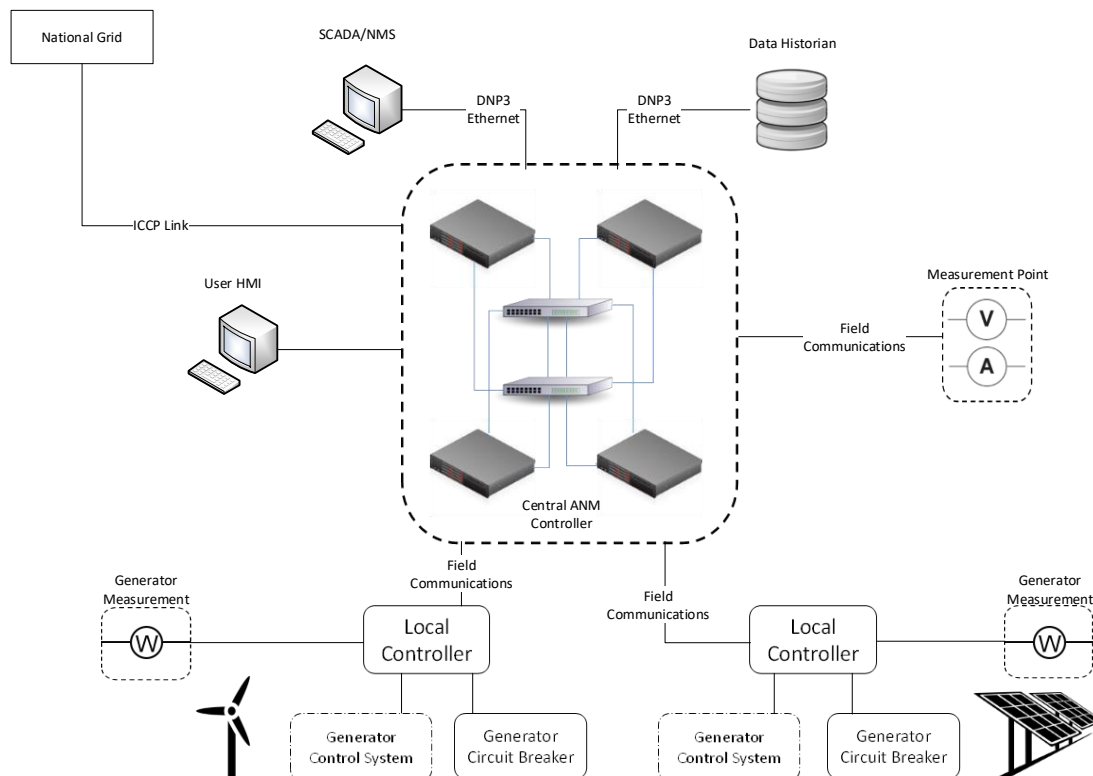 National Grid
SCADA/NMS
Data Historian
DNP3
Ethernet
DNP3
Ethernet
ICCP Link
User HMI
Measurement Point
V
A
Field
Communications
Central ANM
Controller
Field
Communications
Field
Communications
Generator
Measurement
W
Local
Controller
Generator
Control System
Generator
Circuit Breaker
Local
Controller
Generator
Measurement
W
Generator
Control System
Generator
Circuit Breaker